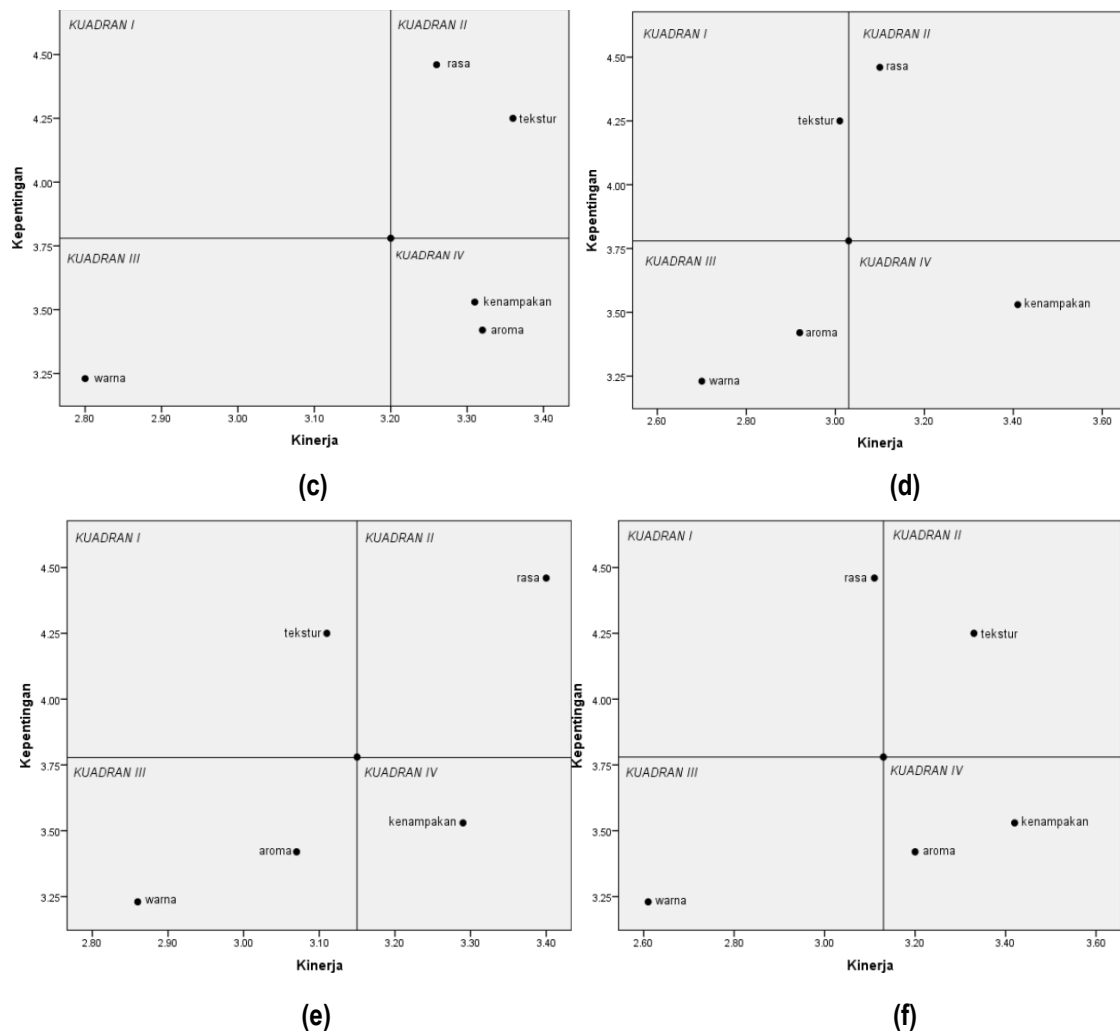 KUADRAN I
KUADRAN II
4.50
rasa
4.25
tekstur
4.00
Kepentingan
3.75
KUADRAN III
KUADRAN IV
3.50
kenampakan
aroma
3.25
warna
2.80 2.90 3.00 3.10 3.20 3.30 3.40
Kinerja
(c)
KUADRAN I
KUADRAN II
4.50
rasa
4.25
tekstur
4.00
Kepentingan
3.75
KUADRAN III
KUADRAN IV
3.50
kenampakan
aroma
3.25
warna
2.60 2.80 3.00 3.20 3.40 3.60
Kinerja
(d)
KUADRAN I
KUADRAN II
4.50
rasa
4.25
tekstur
4.00
Kepentingan
3.75
KUADRAN III
KUADRAN IV
3.50
kenampakan
aroma
3.25
warna
2.80 2.90 3.00 3.10 3.20 3.30 3.40
Kinerja
(e)
KUADRAN I
KUADRAN II
4.50
rasa
4.25
tekstur
4.00
Kepentingan
3.75
KUADRAN III
KUADRAN IV
3.50
kenampakan
aroma
3.25
warna
2.60 2.80 3.00 3.20 3.40 3.60
Kinerja
(f)